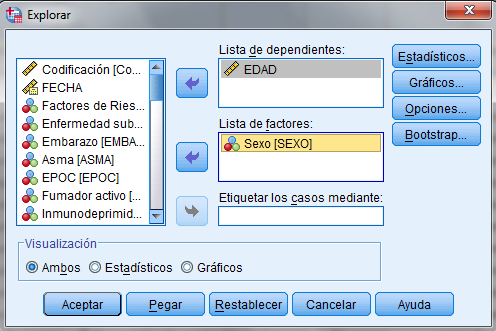 Explorar
Codificación [Co...
FECHA
Factores de Ries...
Enfermedad sub...
Embarazo [EMBA...
Asma [ASMA]
EPOC [EPOC]
Fumador activo [...
Inmunodeprimid...
Lista de dependientes:
EDAD
Lista de factores:
Sexo [SEXO]
Etiquetar los casos mediante:
Estadísticos...
Gráficos...
Opciones...
Bootstrap...
Visualización
Ambos Estadísticos Gráficos
Aceptar Pegar Restablecer Cancelar Ayuda